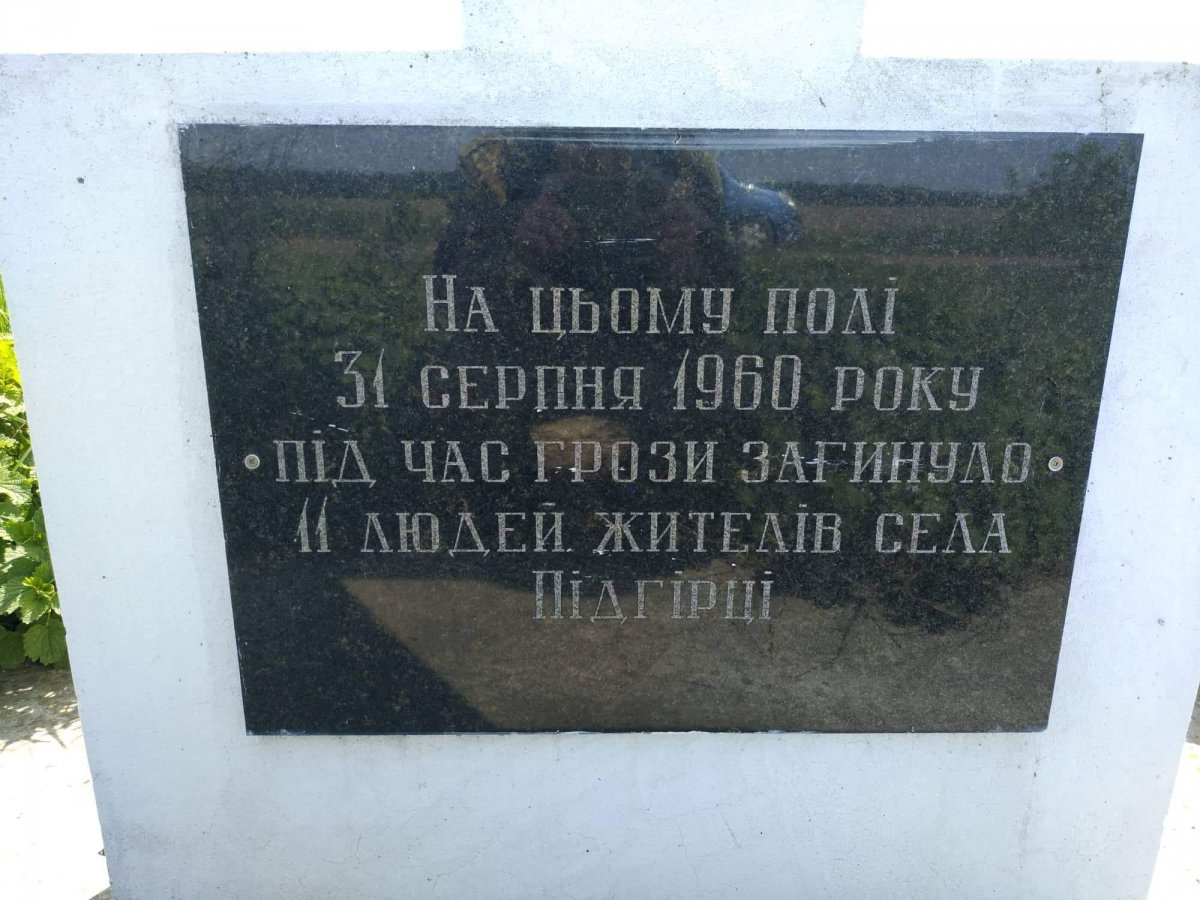 На цьому полі
31 серпня 1960 року
під час грози загинуло
11 людей жителів села
Підгірці